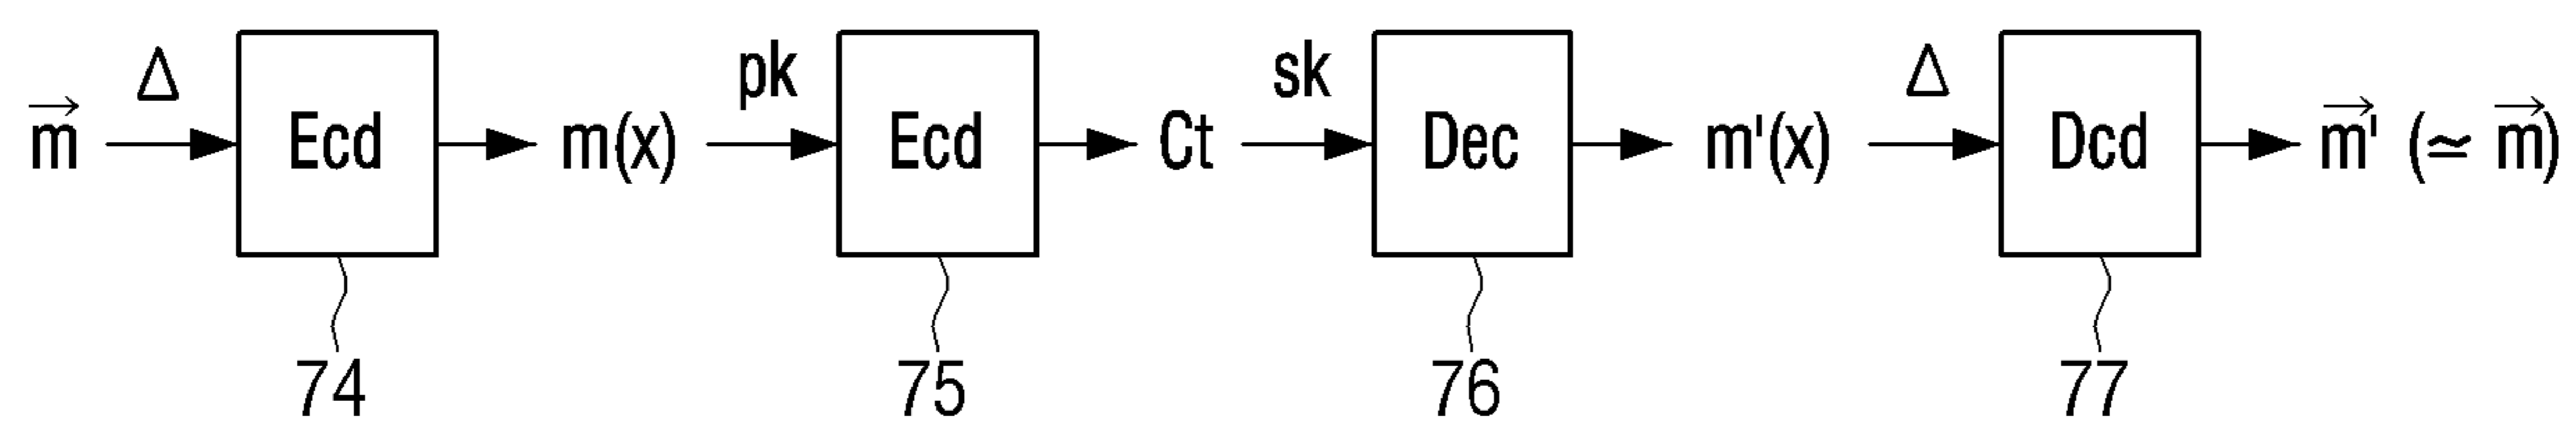 Δ pk sk Δ
m⃗ Ecd m(x) Ecd Ct Dec m'(x) Dcd m⃗' (≃ m⃗)
74 75 76 77